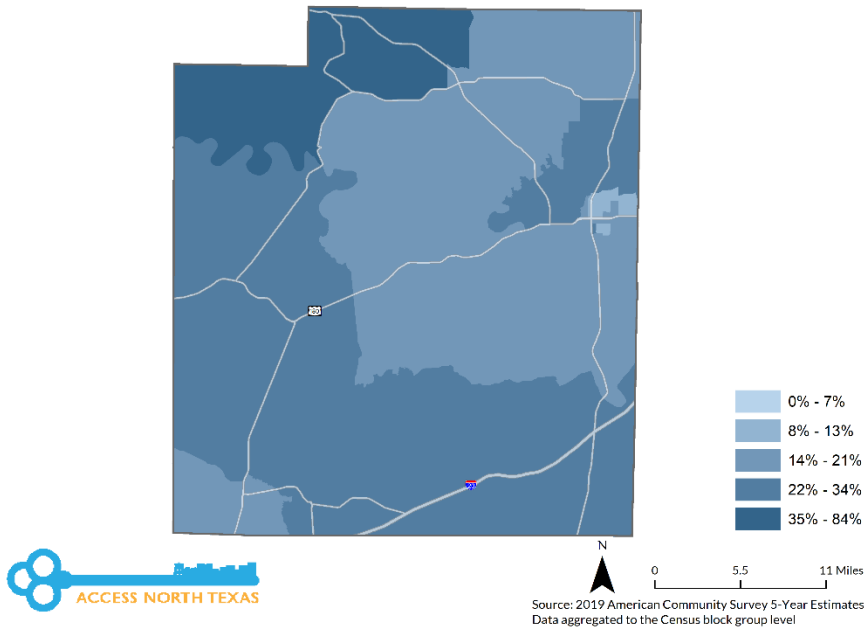 180
0% - 7%
8% - 13%
14% - 21%
22% - 34%
35% - 84%
N
0 5.5 11 Miles
ACCESS NORTH TEXAS
Source: 2019 American Community Survey 5-Year Estimates
Data aggregated to the Census block group level